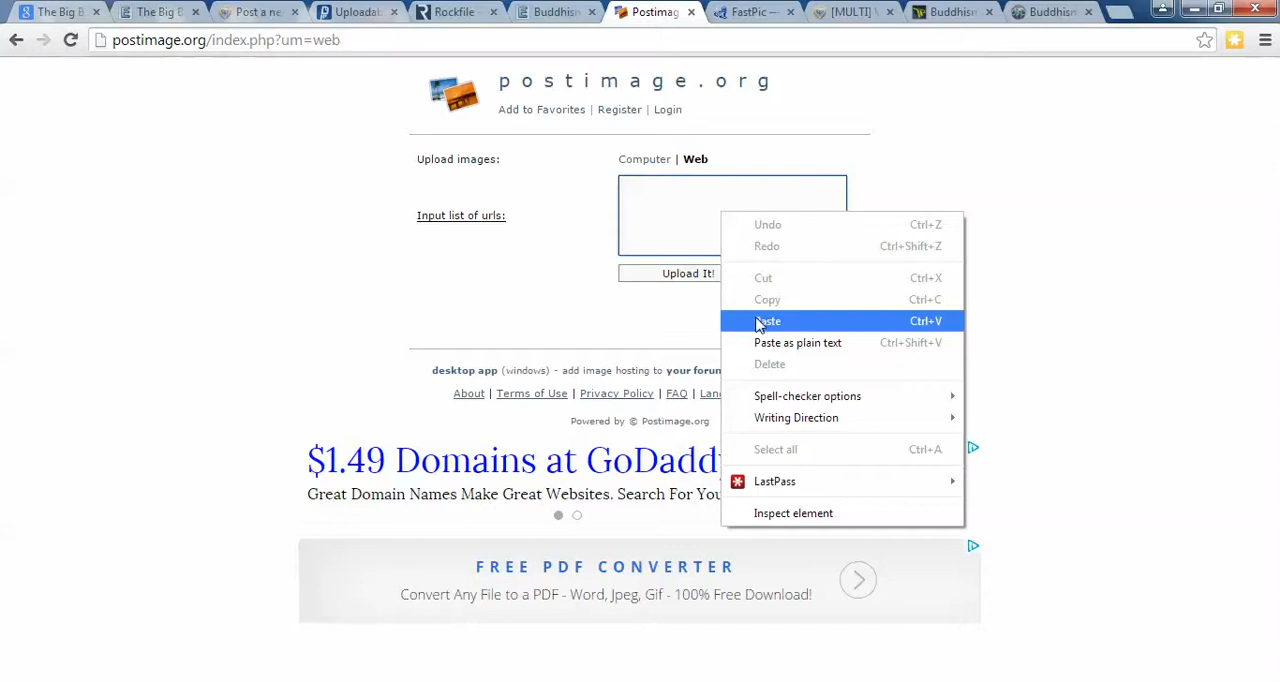 The Big B
The Big B
Post a ne
Uploadab
Rockfile -
Buddhism
Postimag
FastPic —
[MULTI] V
Buddhism
Buddhism
postimage.org/index.php?um=web
postimage.org
Add to Favorites | Register | Login
Upload images:
Computer | Web
Input list of urls:
Upload It!
Undo Ctrl+Z
Redo Ctrl+Shift+Z
Cut Ctrl+X
Copy Ctrl+C
Paste Ctrl+V
Paste as plain text Ctrl+Shift+V
Delete
Spell-checker options
Writing Direction
Select all Ctrl+A
LastPass
Inspect element
desktop app (windows) - add image hosting to your forum
About | Terms of Use | Privacy Policy | FAQ | Lan
Powered by © Postimage.org
$1.49 Domains at GoDaddy
Great Domain Names Make Great Websites. Search For You
FREE PDF CONVERTER
Convert Any File to a PDF - Word, Jpeg, Gif - 100% Free Download!